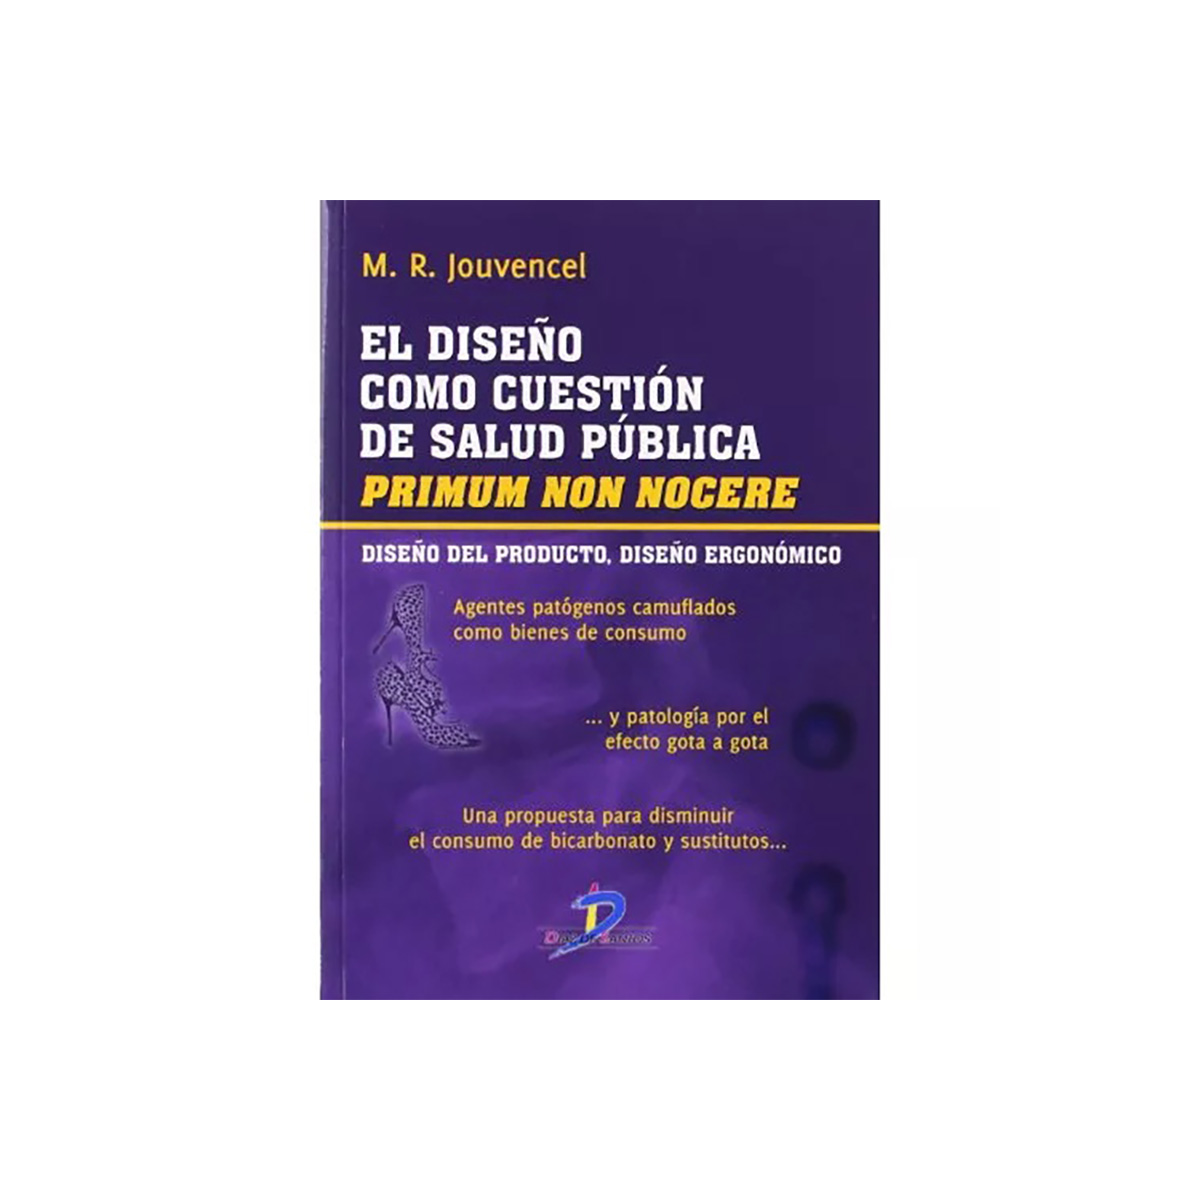 M. R. Jouvencel
EL DISEÑO
COMO CUESTIÓN
DE SALUD PÚBLICA
PRIMUM NON NOCERE
DISEÑO DEL PRODUCTO, DISEÑO ERGONÓMICO
Agentes patógenos camuflados
como bienes de consumo
... y patología por el
efecto gota a gota
Una propuesta para disminuir
el consumo de bicarbonato y sustitutos...